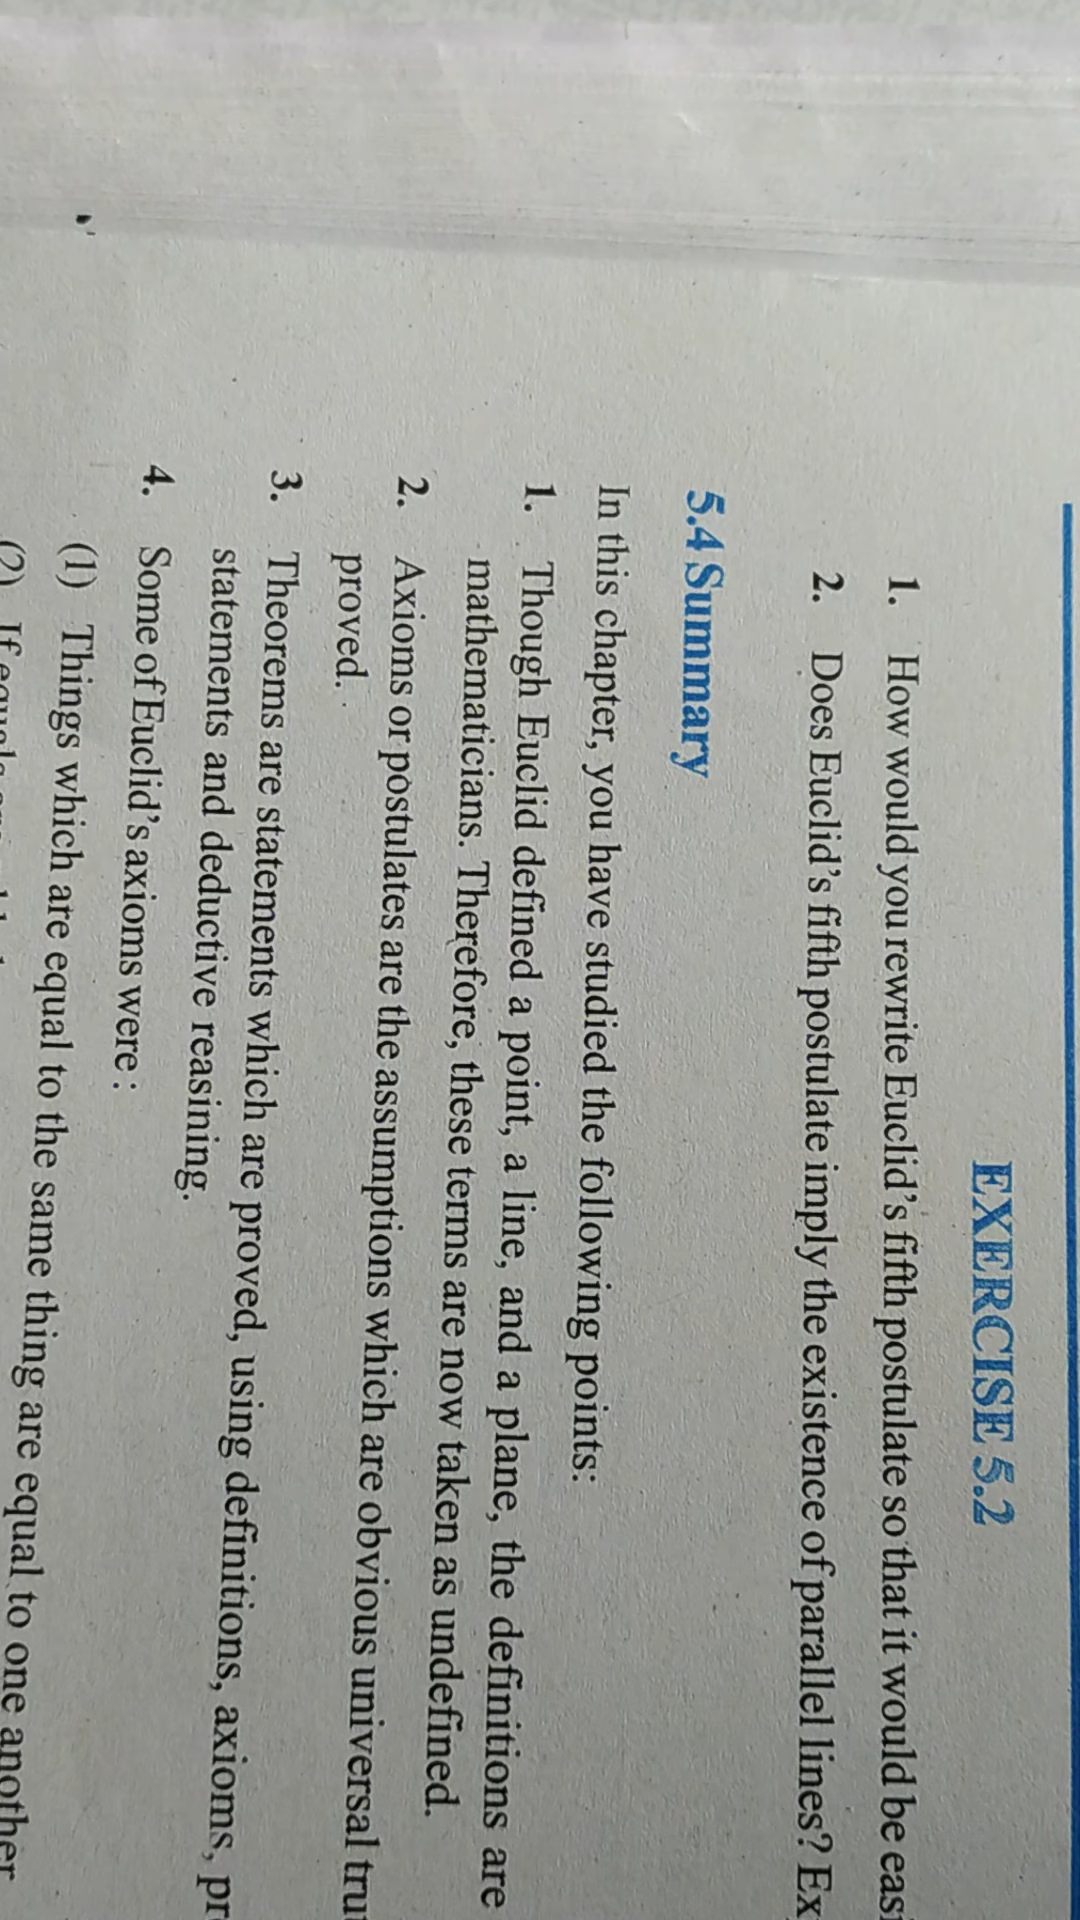 EXERCISE 5.2
1. How would you rewrite Euclid's fifth postulate so that it would be
2. Does Euclid's fifth postulate imply the existence of parallel lines?
5.4 Summary
In this chapter, you have studied the following points:
1. Though Euclid defined a point, a line, and a plane, the definitions are
mathematicians. Therefore, these terms are now taken as undefined.
2. Axioms or postulates are the assumptions which are obvious universal
proved.
3. Theorems are statements which are proved, using definitions, axioms,
statements and deductive reasining.
4. Some of Euclid's axioms were :
(1) Things which are equal to the same thing are equal to one another
(2) If